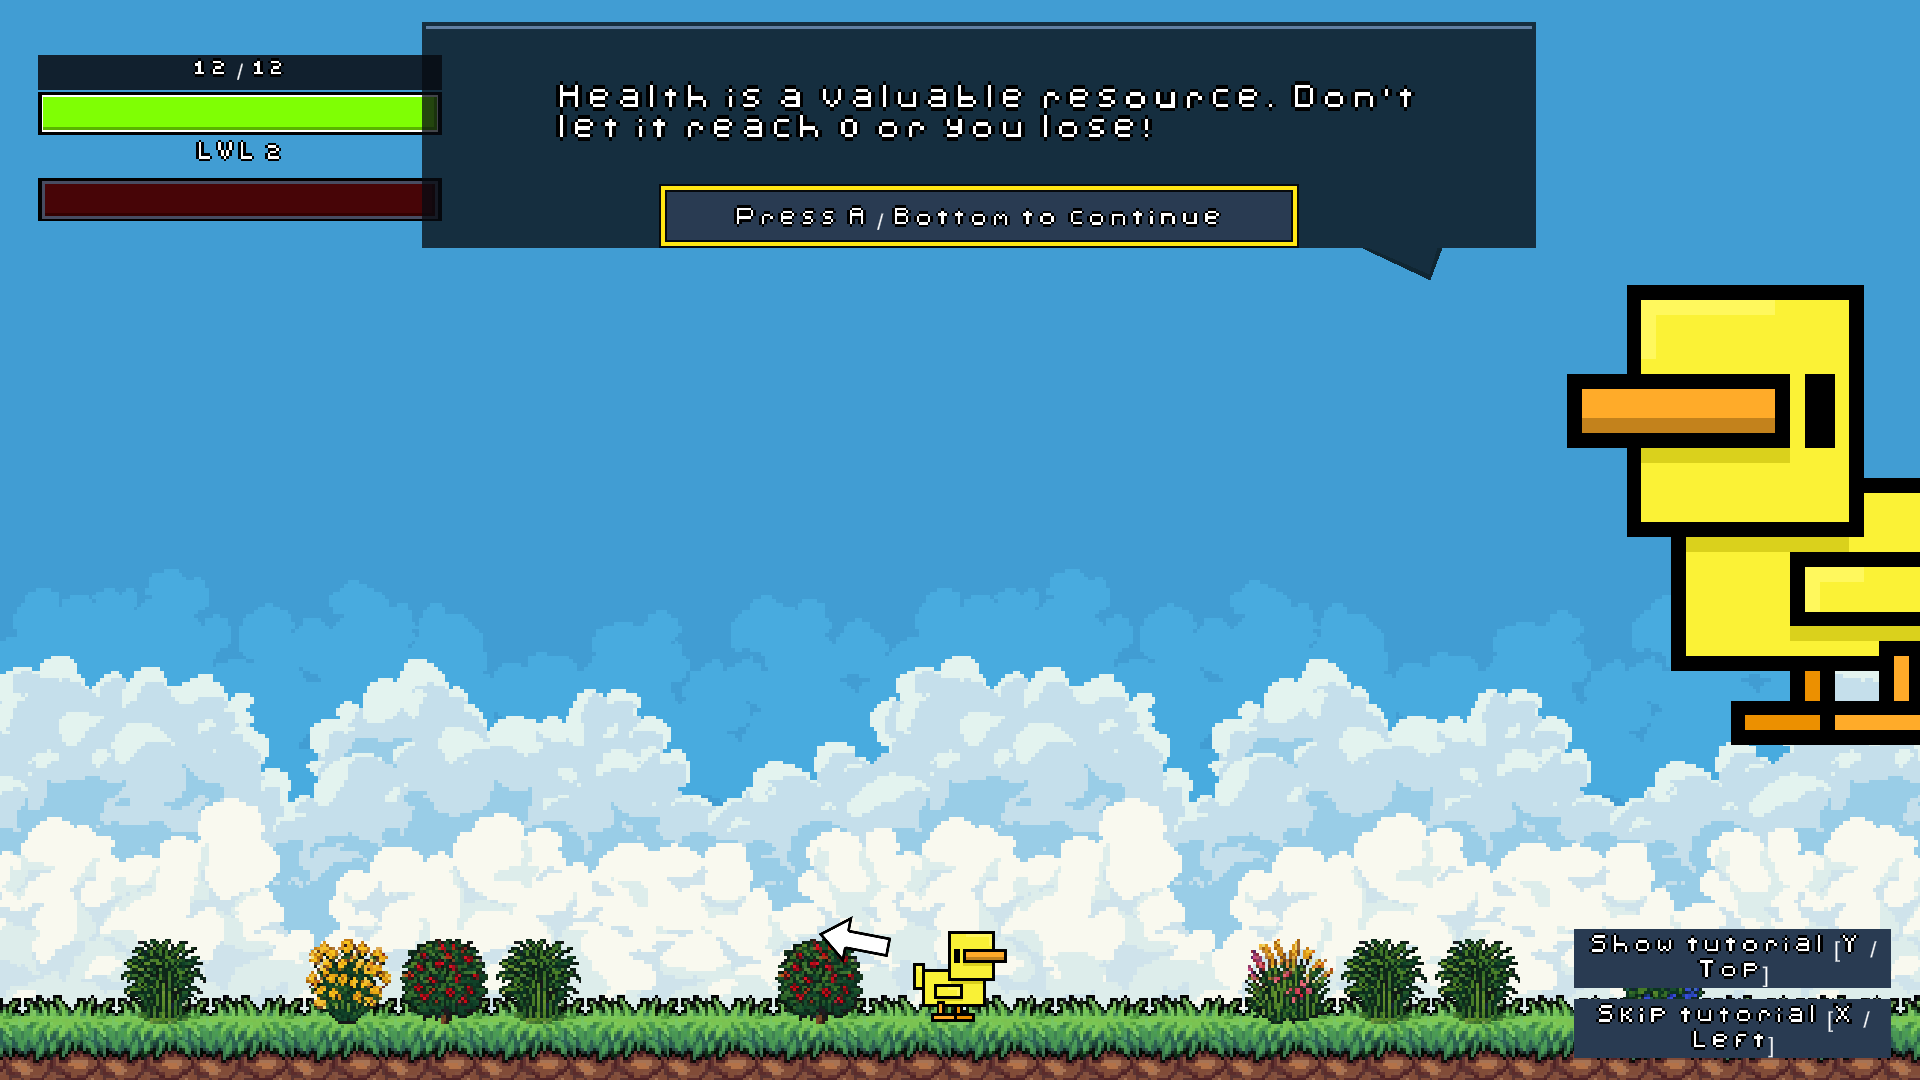 12 / 12
LVL 2
Health is a valuable resource. Don't
let it reach 0 or you lose!
Press A / Bottom to continue
Show tutorial [Y /
Top]
Skip tutorial [X /
Left]